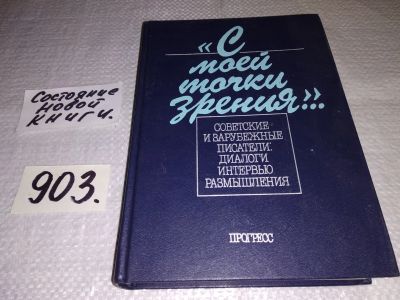 Состояние
новой
книги.
903.
«С
моей
точки
зрения»...
СОВЕТСКИЕ
И ЗАРУБЕЖНЫЕ
ПИСАТЕЛИ:
ДИАЛОГИ
ИНТЕРВЬЮ
РАЗМЫШЛЕНИЯ
ПРОГРЕСС